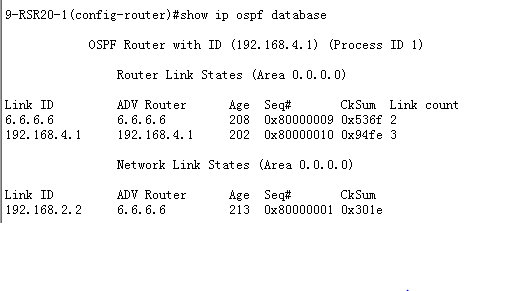 9-RSR20-1(config-router)#show ip ospf database
OSPF Router with ID (192.168.4.1) (Process ID 1)
Router Link States (Area 0.0.0.0)
Link ID ADV Router Age Seq# CkSum Link count
6.6.6.6 6.6.6.6 208 0x80000009 0x536f 2
192.168.4.1 192.168.4.1 202 0x80000010 0x94fe 3
Network Link States (Area 0.0.0.0)
Link ID ADV Router Age Seq# CkSum
192.168.2.2 6.6.6.6 213 0x80000001 0x301e